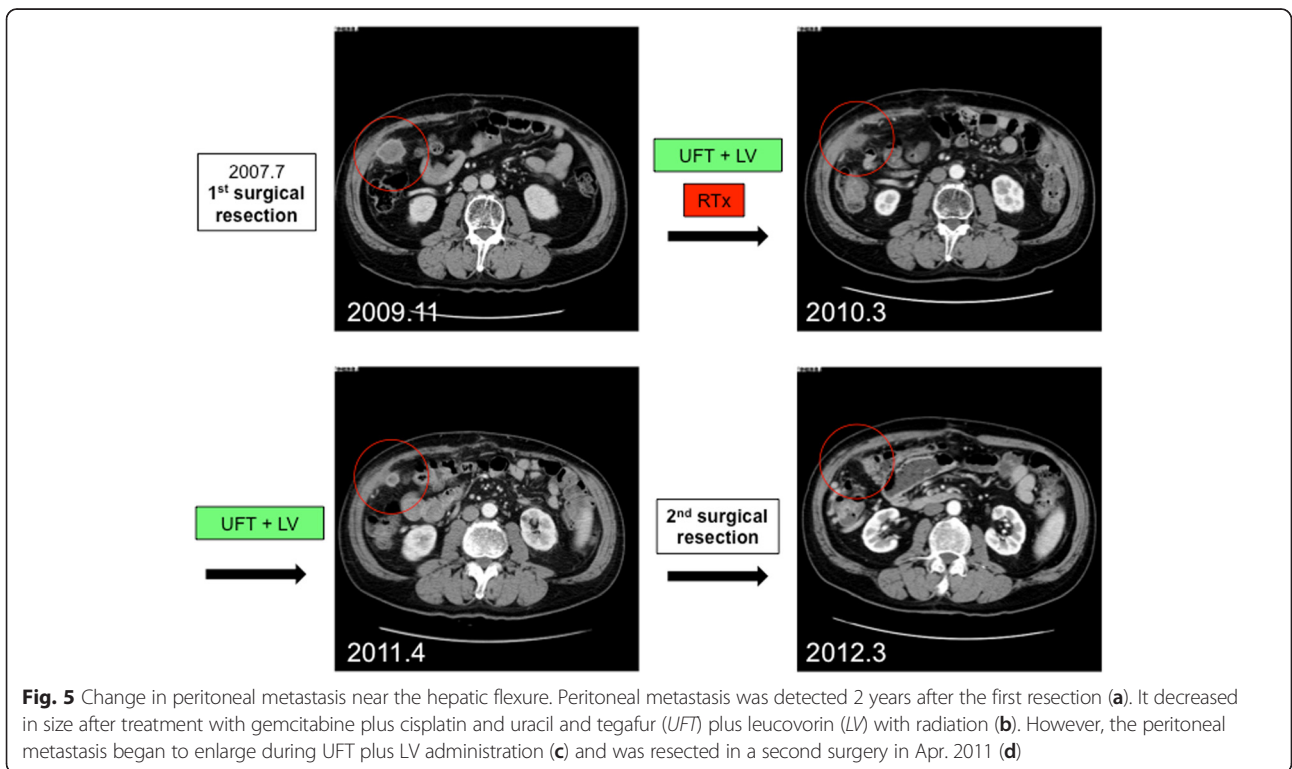 2007.7
1st surgical
resection
2009.11
UFT + LV
RTx
2010.3
UFT + LV
2011.4
2nd surgical
resection
2012.3
Fig. 5 Change in peritoneal metastasis near the hepatic flexure. Peritoneal metastasis was detected 2 years after the first resection (a). It decreased
in size after treatment with gemcitabine plus cisplatin and uracil and tegafur (UFT) plus leucovorin (LV) with radiation (b). However, the peritoneal
metastasis began to enlarge during UFT plus LV administration (c) and was resected in a second surgery in Apr. 2011 (d)